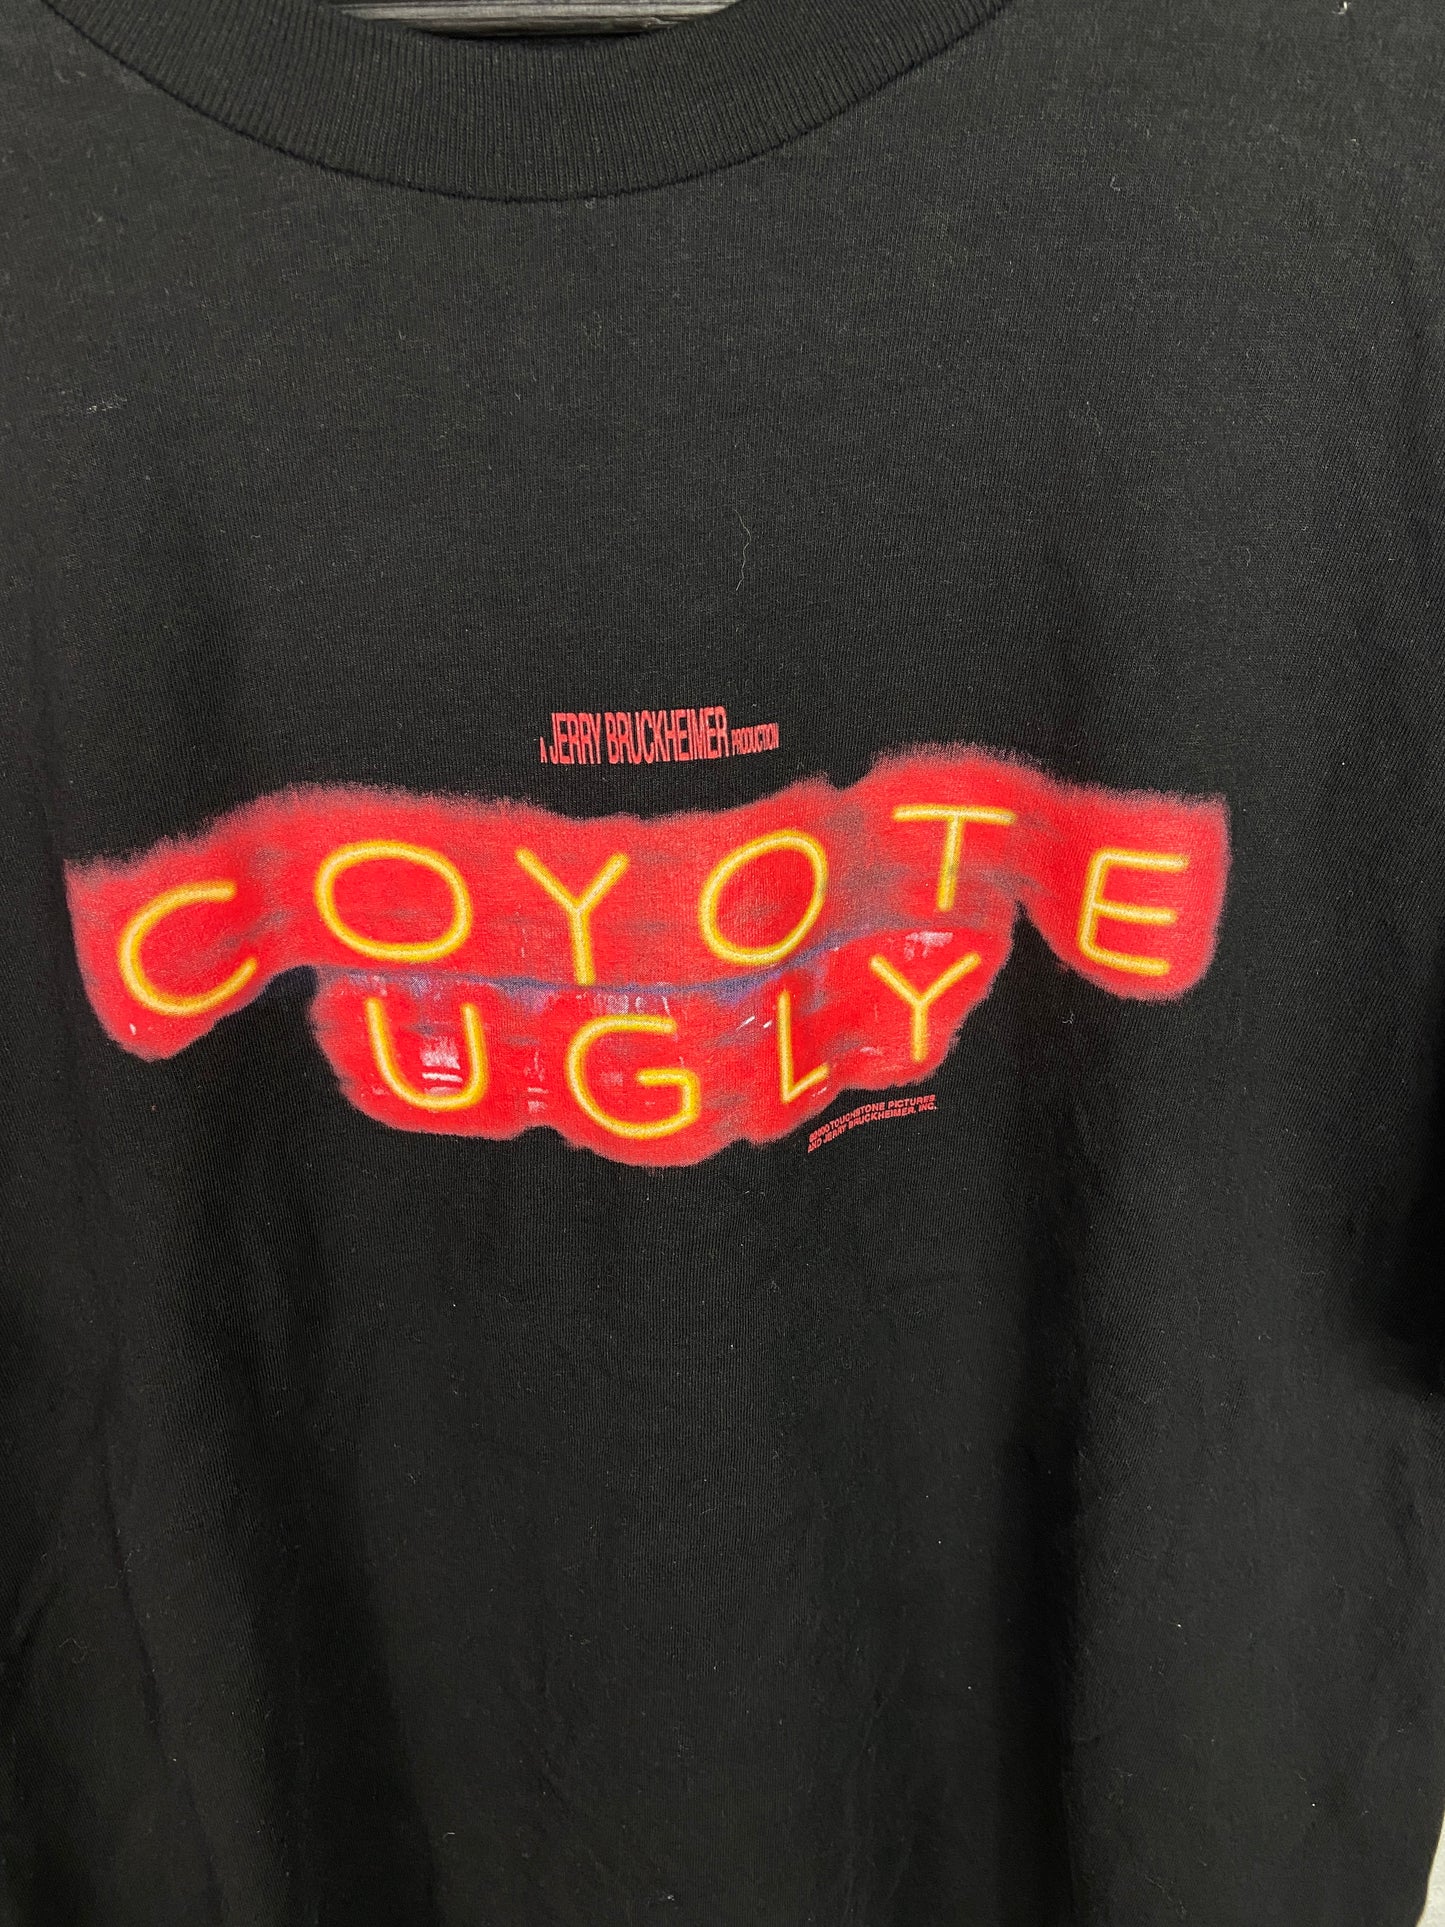 A JERRY BRUCKHEIMER PRODUCTION
COYOTE
UGLY
©2000 TOUCHSTONE PICTURES
AND JERRY BRUCKHEIMER, INC.